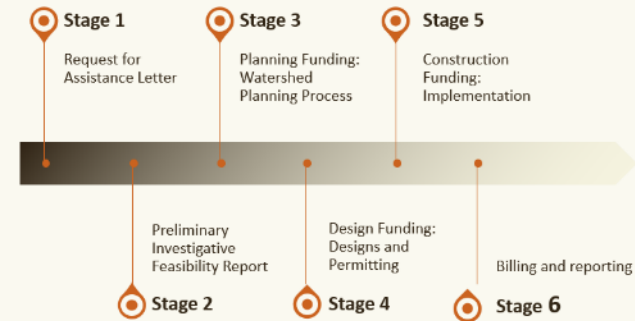 Stage 1
Request for
Assistance Letter
Stage 3
Planning Funding:
Watershed
Planning Process
Stage 5
Construction
Funding:
Implementation
Preliminary
Investigative
Feasibility Report
Stage 2
Design Funding:
Designs and
Permitting
Stage 4
Billing and reporting
Stage 6